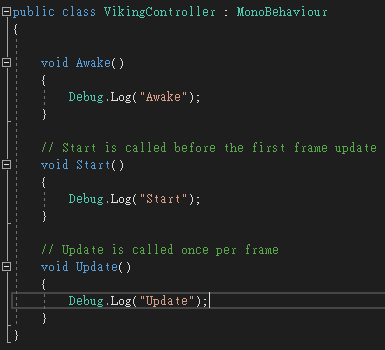 public class VikingController : MonoBehaviour
{
void Awake()
{
Debug.Log("Awake");
}
// Start is called before the first frame update
void Start()
{
Debug.Log("Start");
}
// Update is called once per frame
void Update()
{
Debug.Log("Update");
}
}